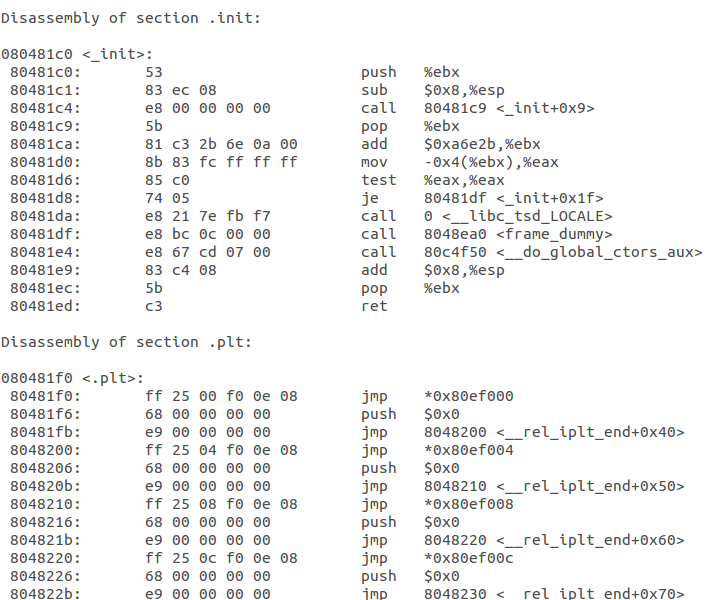 Disassembly of section .init:
080481c0 <_init>:
80481c0: 53 push %ebx
80481c1: 83 ec 08 sub $0x8,%esp
80481c4: e8 00 00 00 00 call 80481c9 <_init+0x9>
80481c9: 5b pop %ebx
80481ca: 81 c3 2b 6e 0a 00 add $0xa6e2b,%ebx
80481d0: 8b 83 fc ff ff ff mov -0x4(%ebx),%eax
80481d6: 85 c0 test %eax,%eax
80481d8: 74 05 je 80481df <_init+0x1f>
80481da: e8 21 7e fb f7 call 0 <__libc_tsd_LOCALE>
80481df: e8 bc 0c 00 00 call 8048ea0 <frame_dummy>
80481e4: e8 67 cd 07 00 call 80c4f50 <__do_global_ctors_aux>
80481e9: 83 c4 08 add $0x8,%esp
80481ec: 5b pop %ebx
80481ed: c3 ret
Disassembly of section .plt:
080481f0 <.plt>:
80481f0: ff 25 00 f0 0e 08 jmp *0x80ef000
80481f6: 68 00 00 00 00 push $0x0
80481fb: e9 00 00 00 00 jmp 8048200 <__rel_iplt_end+0x40>
8048200: ff 25 04 f0 0e 08 jmp *0x80ef004
8048206: 68 00 00 00 00 push $0x0
804820b: e9 00 00 00 00 jmp 8048210 <__rel_iplt_end+0x50>
8048210: ff 25 08 f0 0e 08 jmp *0x80ef008
8048216: 68 00 00 00 00 push $0x0
804821b: e9 00 00 00 00 jmp 8048220 <__rel_iplt_end+0x60>
8048220: ff 25 0c f0 0e 08 jmp *0x80ef00c
8048226: 68 00 00 00 00 push $0x0
804822b: e9 00 00 00 00 jmp 8048230 <__rel_iplt_end+0x70>